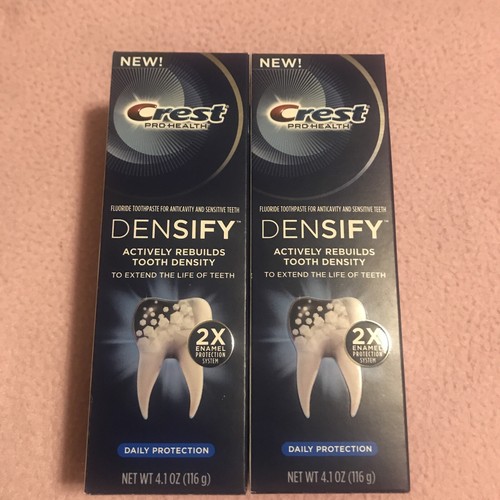 NEW!
Crest
PRO-HEALTH
FLUORIDE TOOTHPASTE FOR ANTICAVITY AND SENSITIVE TEETH
DENSIFY™
ACTIVELY REBUILDS
TOOTH DENSITY
TO EXTEND THE LIFE OF TEETH
2X
ENAMEL
PROTECTION
SYSTEM
DAILY PROTECTION
NET WT 4.1 OZ (116 g)
NEW!
Crest
PRO-HEALTH
FLUORIDE TOOTHPASTE FOR ANTICAVITY AND SENSITIVE TEETH
DENSIFY™
ACTIVELY REBUILDS
TOOTH DENSITY
TO EXTEND THE LIFE OF TEETH
2X
ENAMEL
PROTECTION
SYSTEM
DAILY PROTECTION
NET WT 4.1 OZ (116 g)